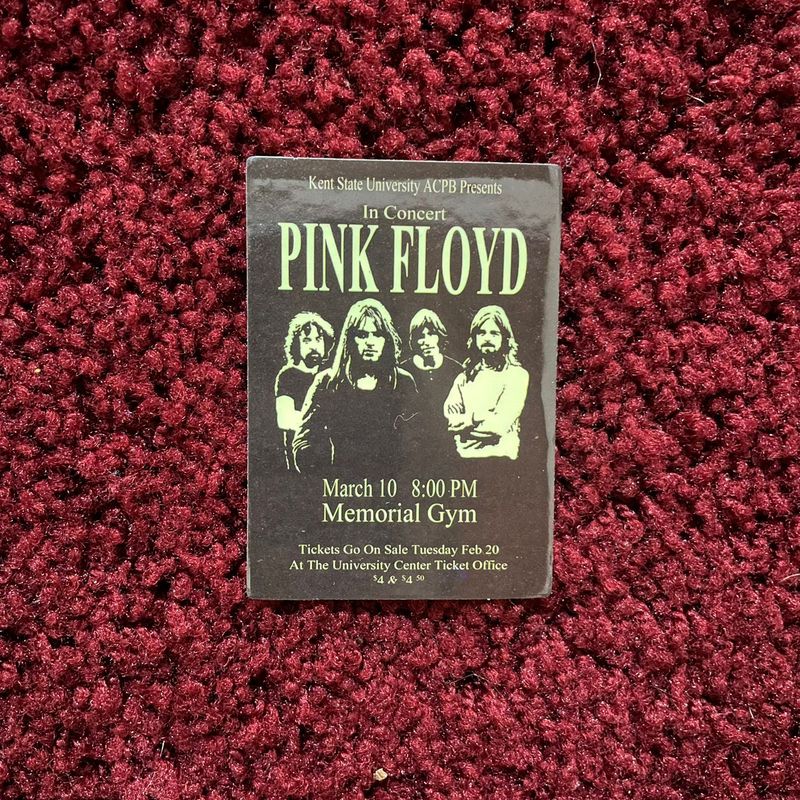 Kent State University ACPB Presents
In Concert
PINK FLOYD
March 10 8:00 PM
Memorial Gym
Tickets Go On Sale Tuesday Feb 20
At The University Center Ticket Office
$4 & $4 50